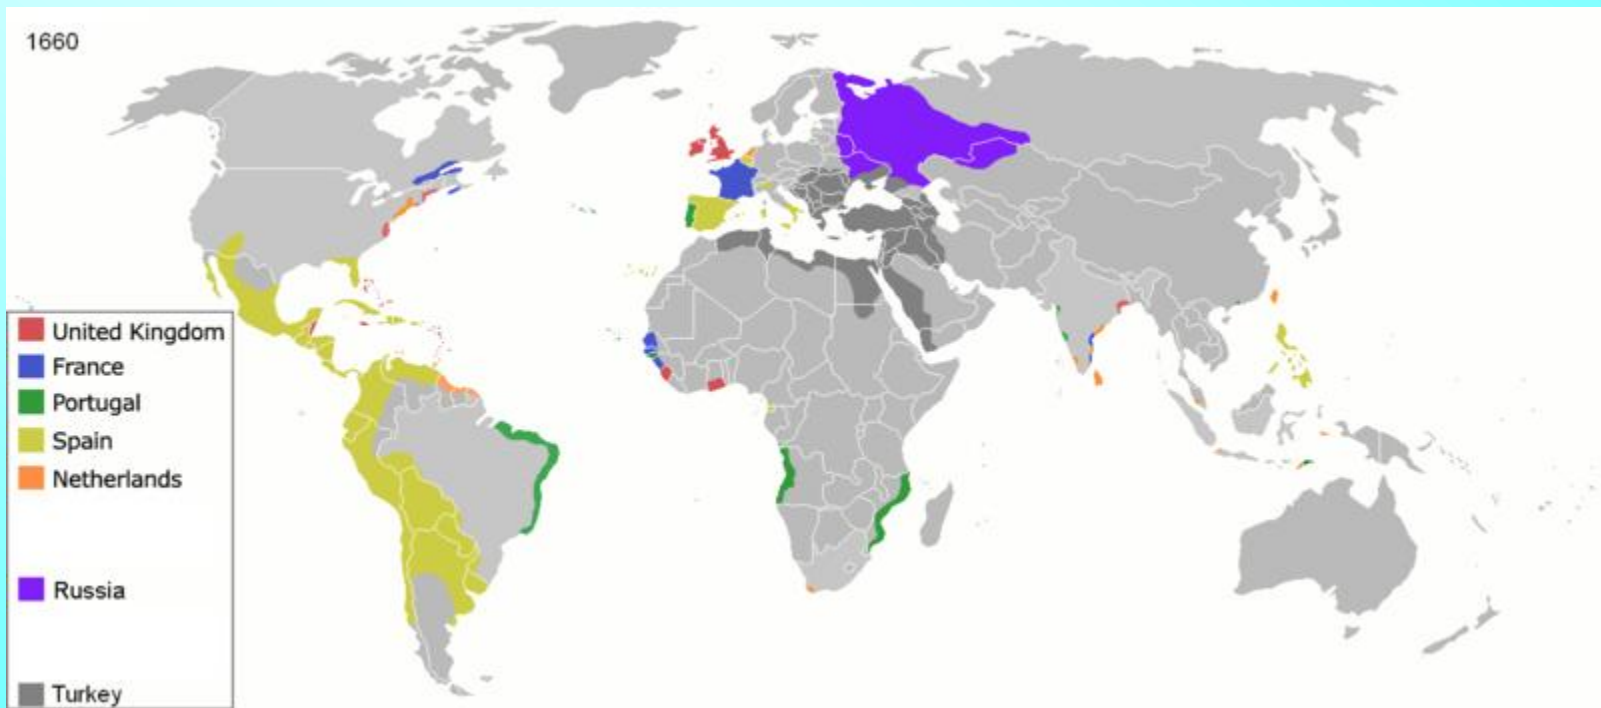 1660
United Kingdom
France
Portugal
Spain
Netherlands
Russia
Turkey